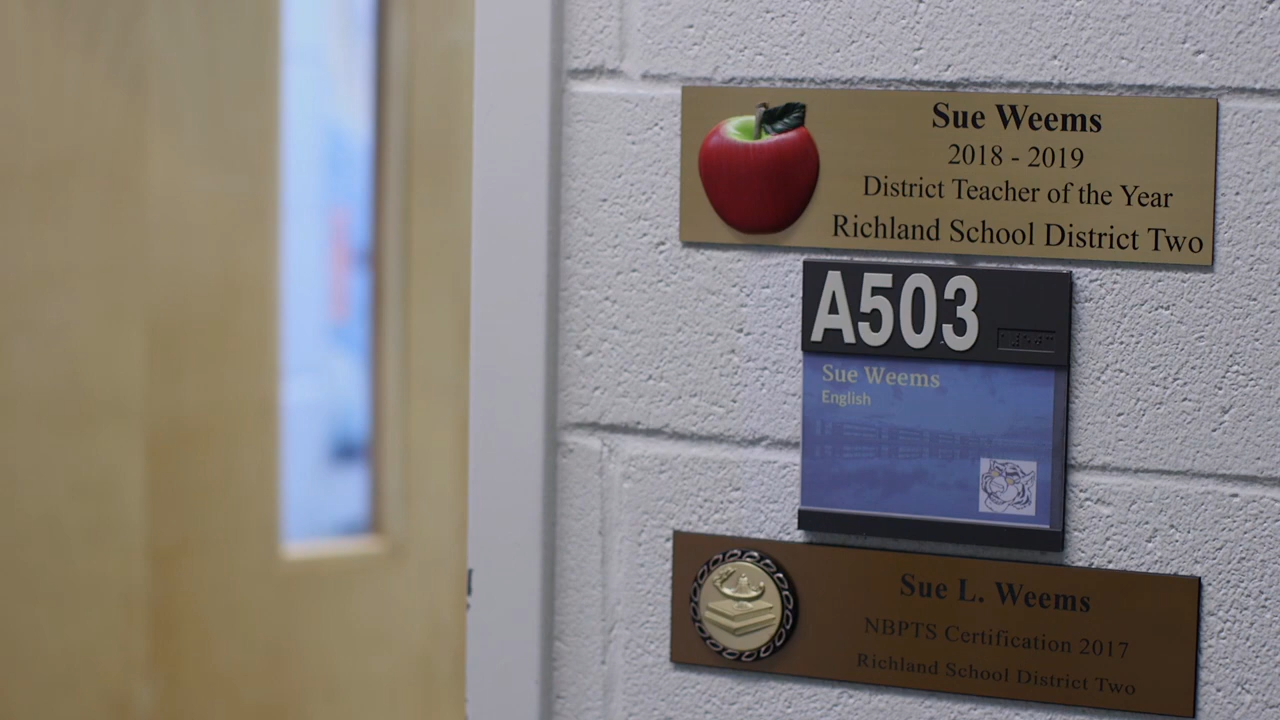 Sue Weems
2018 - 2019
District Teacher of the Year
Richland School District Two
A503
Sue Weems
English
Sue L. Weems
NBPTS Certification 2017
Richland School District Two